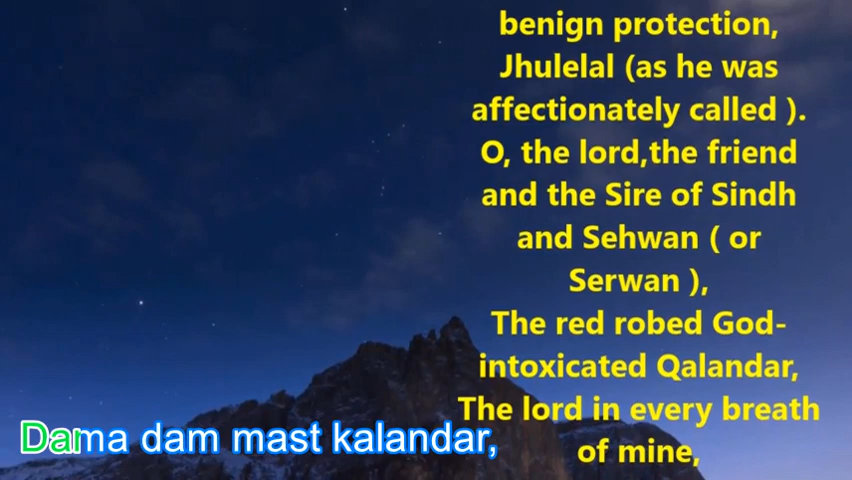 benign protection,
Jhulelal (as he was
affectionately called ).
O, the lord,the friend
and the Sire of Sindh
and Sehwan ( or
Serwan ),
The red robed God-
intoxicated Qalandar,
The lord in every breath
of mine,
Dama dam mast kalandar,